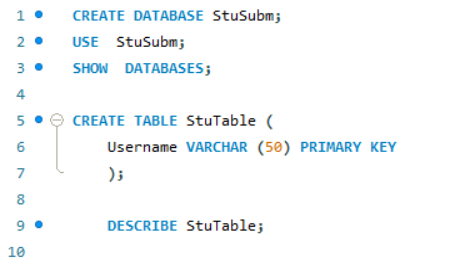 1 CREATE DATABASE StuSubm;
2 USE StuSubm;
3 SHOW DATABASES;
4
5 CREATE TABLE StuTable (
6 Username VARCHAR (50) PRIMARY KEY
7 );
8
9 DESCRIBE StuTable;
10